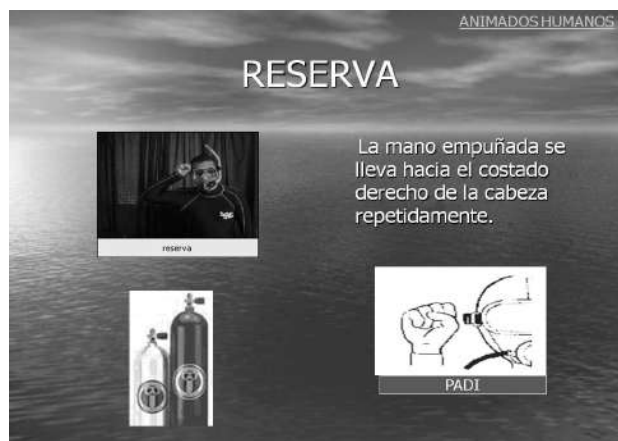 ANIMADOS HUMANOS
RESERVA
La mano empuñada se
lleva hacia el costado
derecho de la cabeza
repetidamente.
reserva
PADI